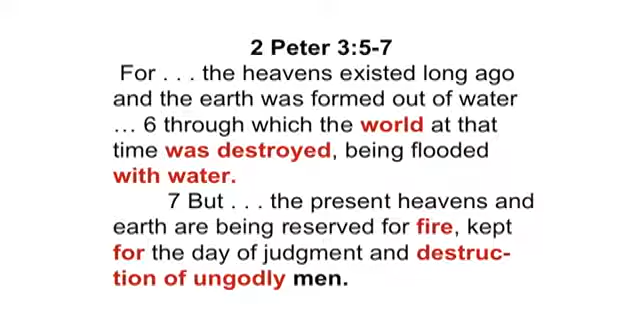 2 Peter 3:5-7
For . . . the heavens existed long ago
and the earth was formed out of water
... 6 through which the world at that
time was destroyed, being flooded
with water.
7 But . . . the present heavens and
earth are being reserved for fire, kept
for the day of judgment and destruc-
tion of ungodly men.